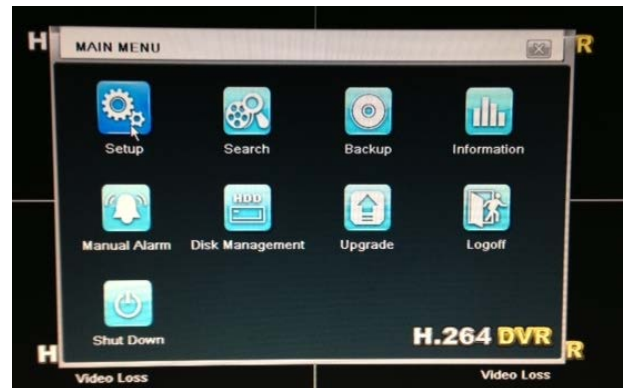 H
MAIN MENU
R
Setup
Search
Backup
Information
HDD
Manual Alarm
Disk Management
Upgrade
Logoff
Shut Down
H.264 DVR
H
R
Video Loss
Video Loss